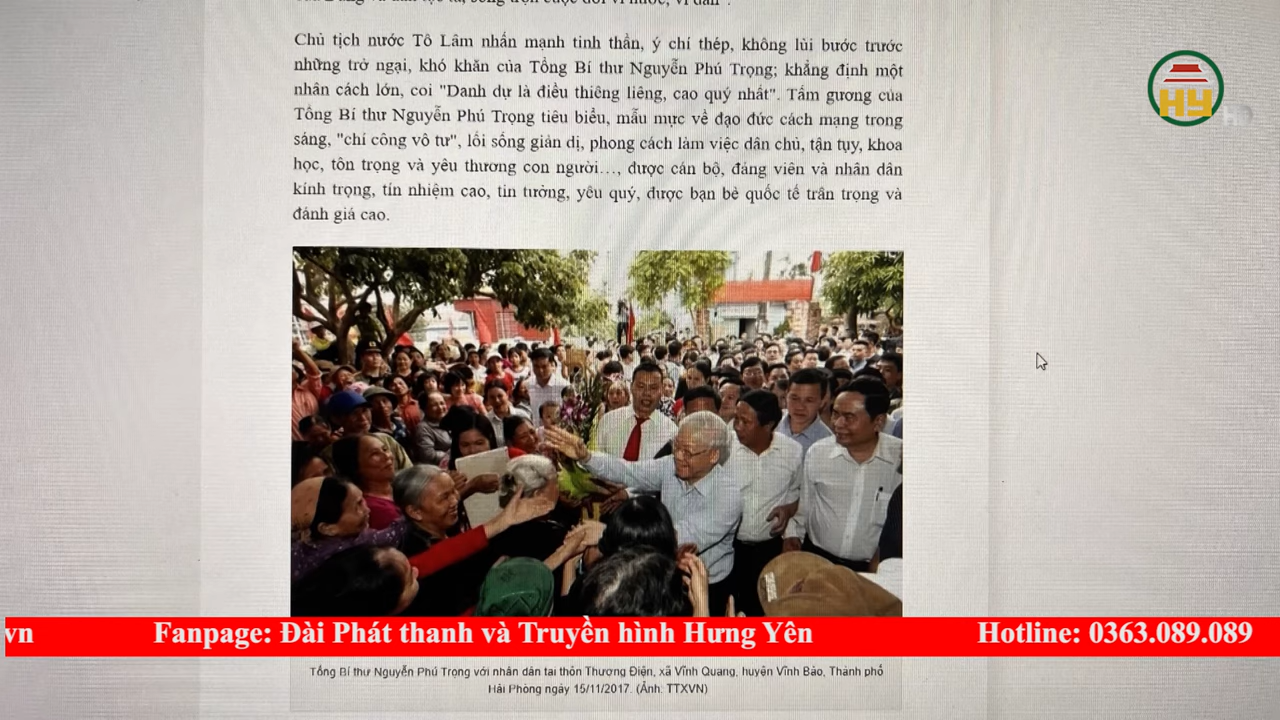 Chủ tịch nước Tô Lâm nhấn mạnh tinh thần, ý chí thép, không lùi bước trước
những trở ngại, khó khăn của Tổng Bí thư Nguyễn Phú Trọng; khẳng định một
nhân cách lớn, coi "Danh dự là điều thiêng liêng, cao quý nhất". Tấm gương của
Tổng Bí thư Nguyễn Phú Trọng tiêu biểu, mẫu mực về đạo đức cách mạng trong
sáng, "chí công vô tư", lối sống giản dị, phong cách làm việc dân chủ, tận tụy, khoa
học, tôn trọng và yêu thương con người…, được cán bộ, đảng viên và nhân dân
kính trọng, tín nhiệm cao, tin tưởng, yêu quý, được bạn bè quốc tế trân trọng và
đánh giá cao.
HY
HD
vn Fanpage: Đài Phát thanh và Truyền hình Hưng Yên Hotline: 0363.089.089
Tổng Bí thư Nguyễn Phú Trọng với nhân dân tại thôn Thượng Điện, xã Vĩnh Quang, huyện Vĩnh Bảo, Thành phố
Hải Phòng ngày 15/11/2017. (Ảnh: TTXVN)